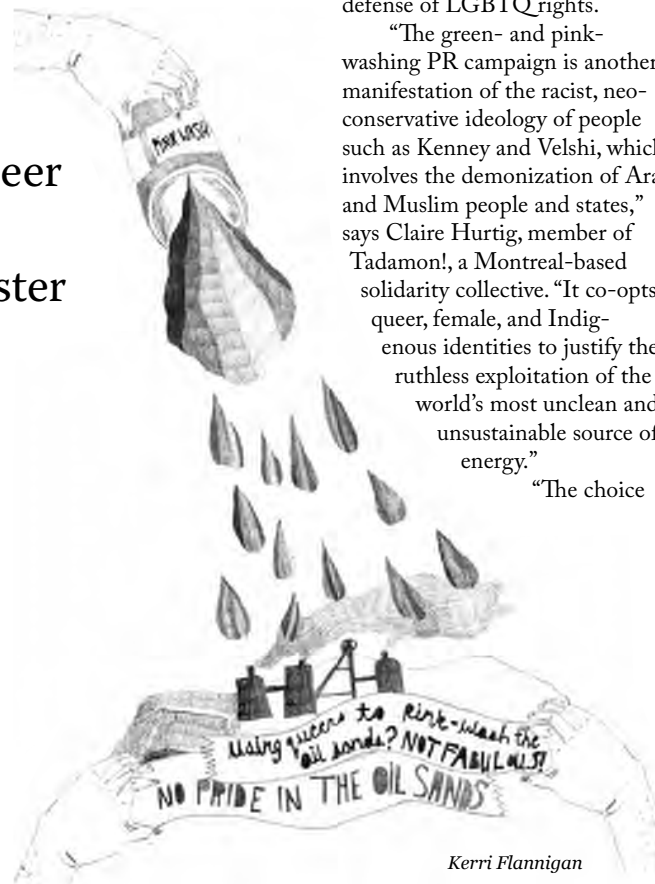 eer
ster
defense of LGBTQ rights.
“The green- and pink-
washing PR campaign is another
manifestation of the racist, neo-
conservative ideology of people
such as Kenney and Velshi, which
involves the demonization of Ara
and Muslim people and states,”
says Claire Hurtig, member of
Tadamon!, a Montreal-based
solidarity collective. “It co-opts
queer, female, and Indig-
enous identities to justify the
ruthless exploitation of the
world’s most unclean and
unsustainable source of
energy.”
“The choice
PINK WASH
Using queers to Pink-wash the
oil sands? NOT FABULOUS!
NO PRIDE IN THE OIL SANDS
Kerri Flannigan